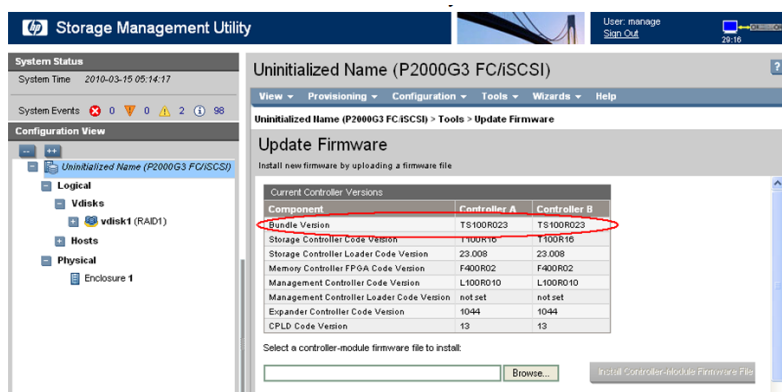 hp Storage Management Utility
User: manage
Sign Out
29:16
System Status
System Time 2010-03-15 05:14:17
System Events 0 0 2 98
Configuration View
Uninitialized Name (P2000G3 FC/iSCSI)
Logical
Vdisks
vdisk1 (RAID1)
Hosts
Physical
Enclosure 1
Uninitialized Name (P2000G3 FC/iSCSI)
?
View Provisioning Configuration Tools Wizards Help
Uninitialized Name (P2000G3 FC/iSCSI) > Tools > Update Firmware
Update Firmware
Install new firmware by uploading a firmware file
Current Controller Versions
Component Controller A Controller B
Bundle Version TS100R023 TS100R023
Storage Controller Code Version T100R16 T100R16
Storage Controller Loader Code Version 23.008 23.008
Memory Controller FPGA Code Version F400R02 F400R02
Management Controller Code Version L100R010 L100R010
Management Controller Loader Code Version not set not set
Expander Controller Code Version 1044 1044
CPLD Code Version 13 13
Select a controller-module firmware file to install:
Browse...
Install Controller-Module Firmware File